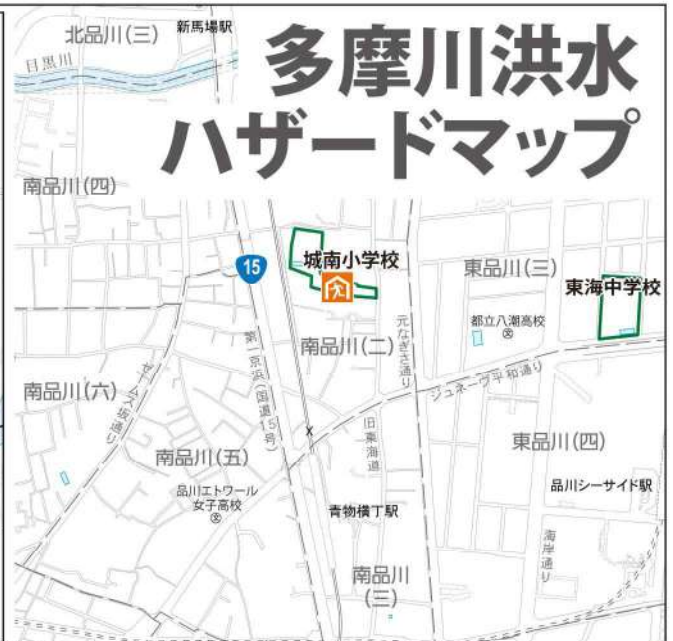 多摩川洪水
ハザードマップ
北品川(三)
新馬場駅
目黒川
南品川(四)
15
城南小学校
東品川(三)
東海中学校
元なぎさ通り
都立八潮高校
南品川(二)
ジュネーヴ平和通り
第一京浜(国道15号)
ゼームス坂通り
南品川(六)
旧東海道
東品川(四)
南品川(五)
品川エトワール
女子高校
品川シーサイド駅
青物横丁駅
海岸通り
南品川
(三)